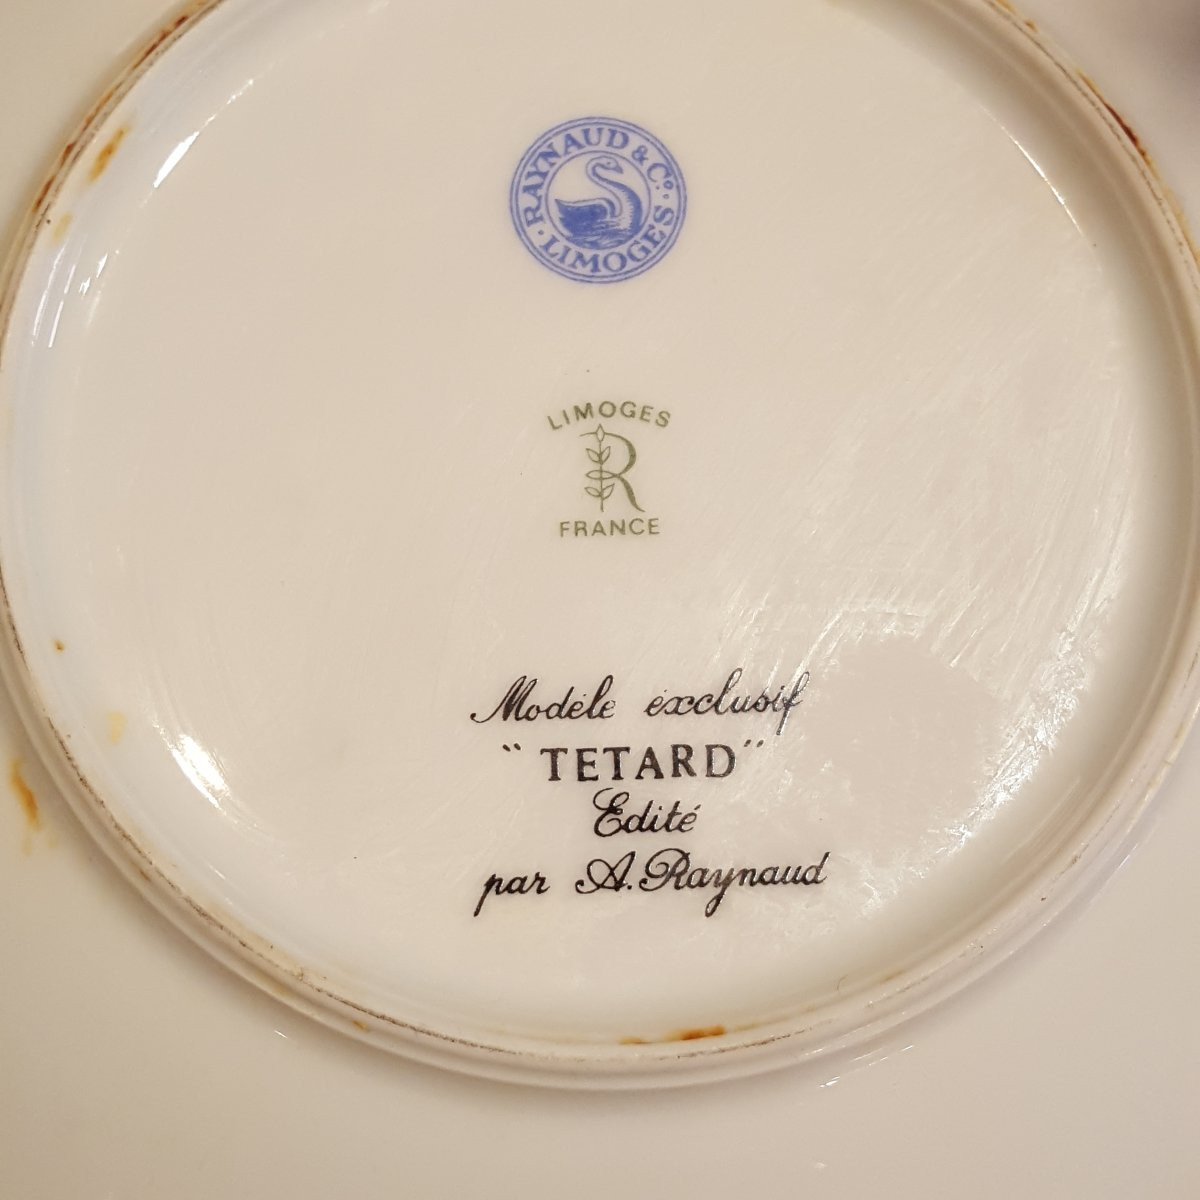 RAYNAUD & Co.
· LIMOGES ·
LIMOGES
R
FRANCE
Modèle exclusif
" TETARD "
Edité
par A. Raynaud